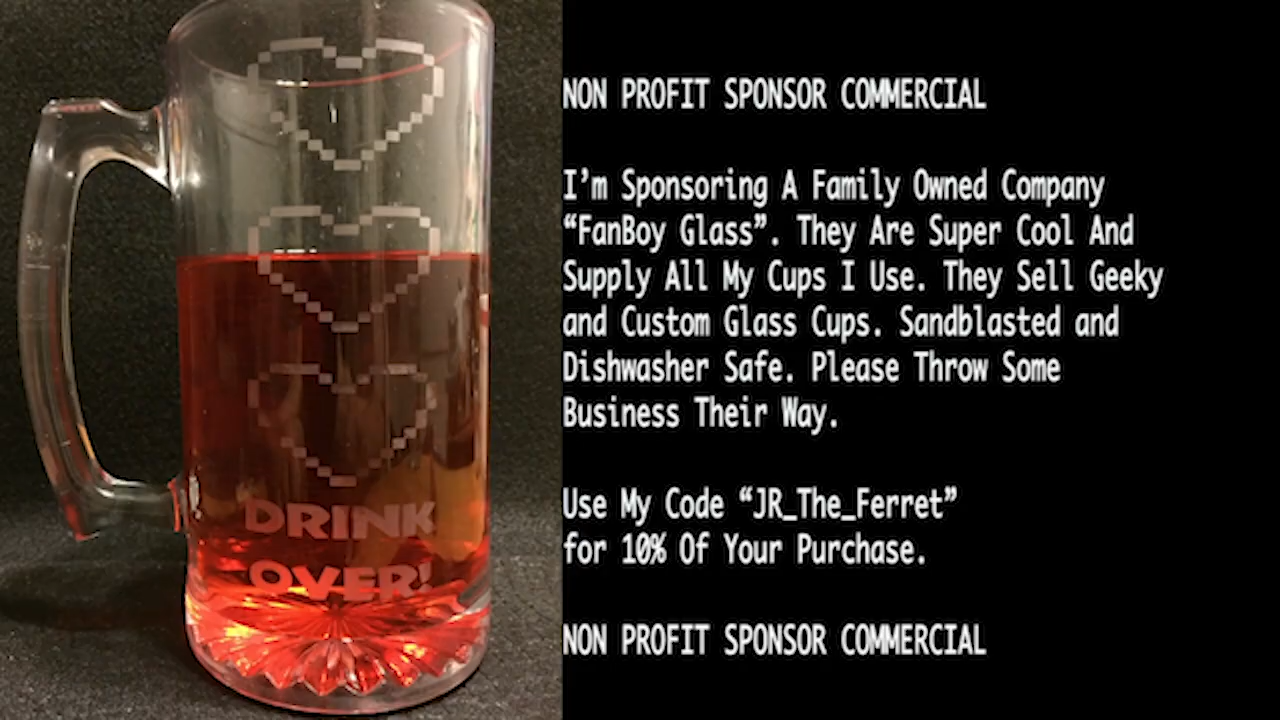 NON PROFIT SPONSOR COMMERCIAL
I’m Sponsoring A Family Owned Company
“FanBoy Glass”. They Are Super Cool And
Supply All My Cups I Use. They Sell Geeky
and Custom Glass Cups. Sandblasted and
Dishwasher Safe. Please Throw Some
Business Their Way.
Use My Code “JR_The_Ferret”
for 10% Of Your Purchase.
NON PROFIT SPONSOR COMMERCIAL
DRINK
OVER!